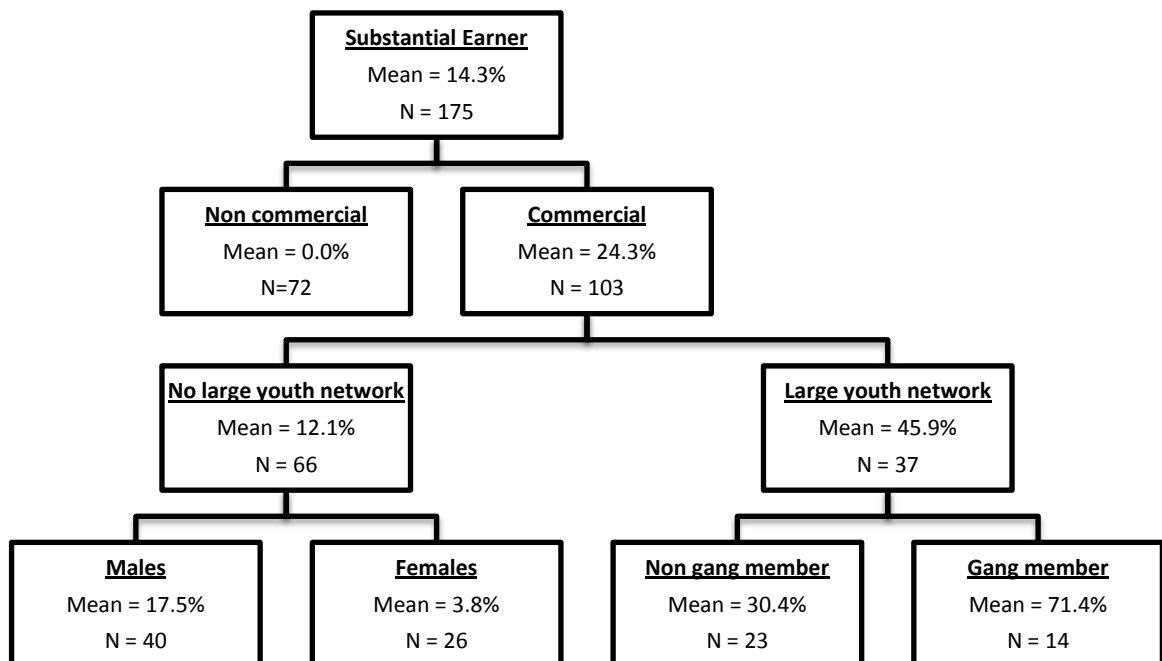 Substantial Earner
Mean = 14.3%
N = 175
Non commercial
Mean = 0.0%
N=72
Commercial
Mean = 24.3%
N = 103
No large youth network
Mean = 12.1%
N = 66
Large youth network
Mean = 45.9%
N = 37
Males
Mean = 17.5%
N = 40
Females
Mean = 3.8%
N = 26
Non gang member
Mean = 30.4%
N = 23
Gang member
Mean = 71.4%
N = 14